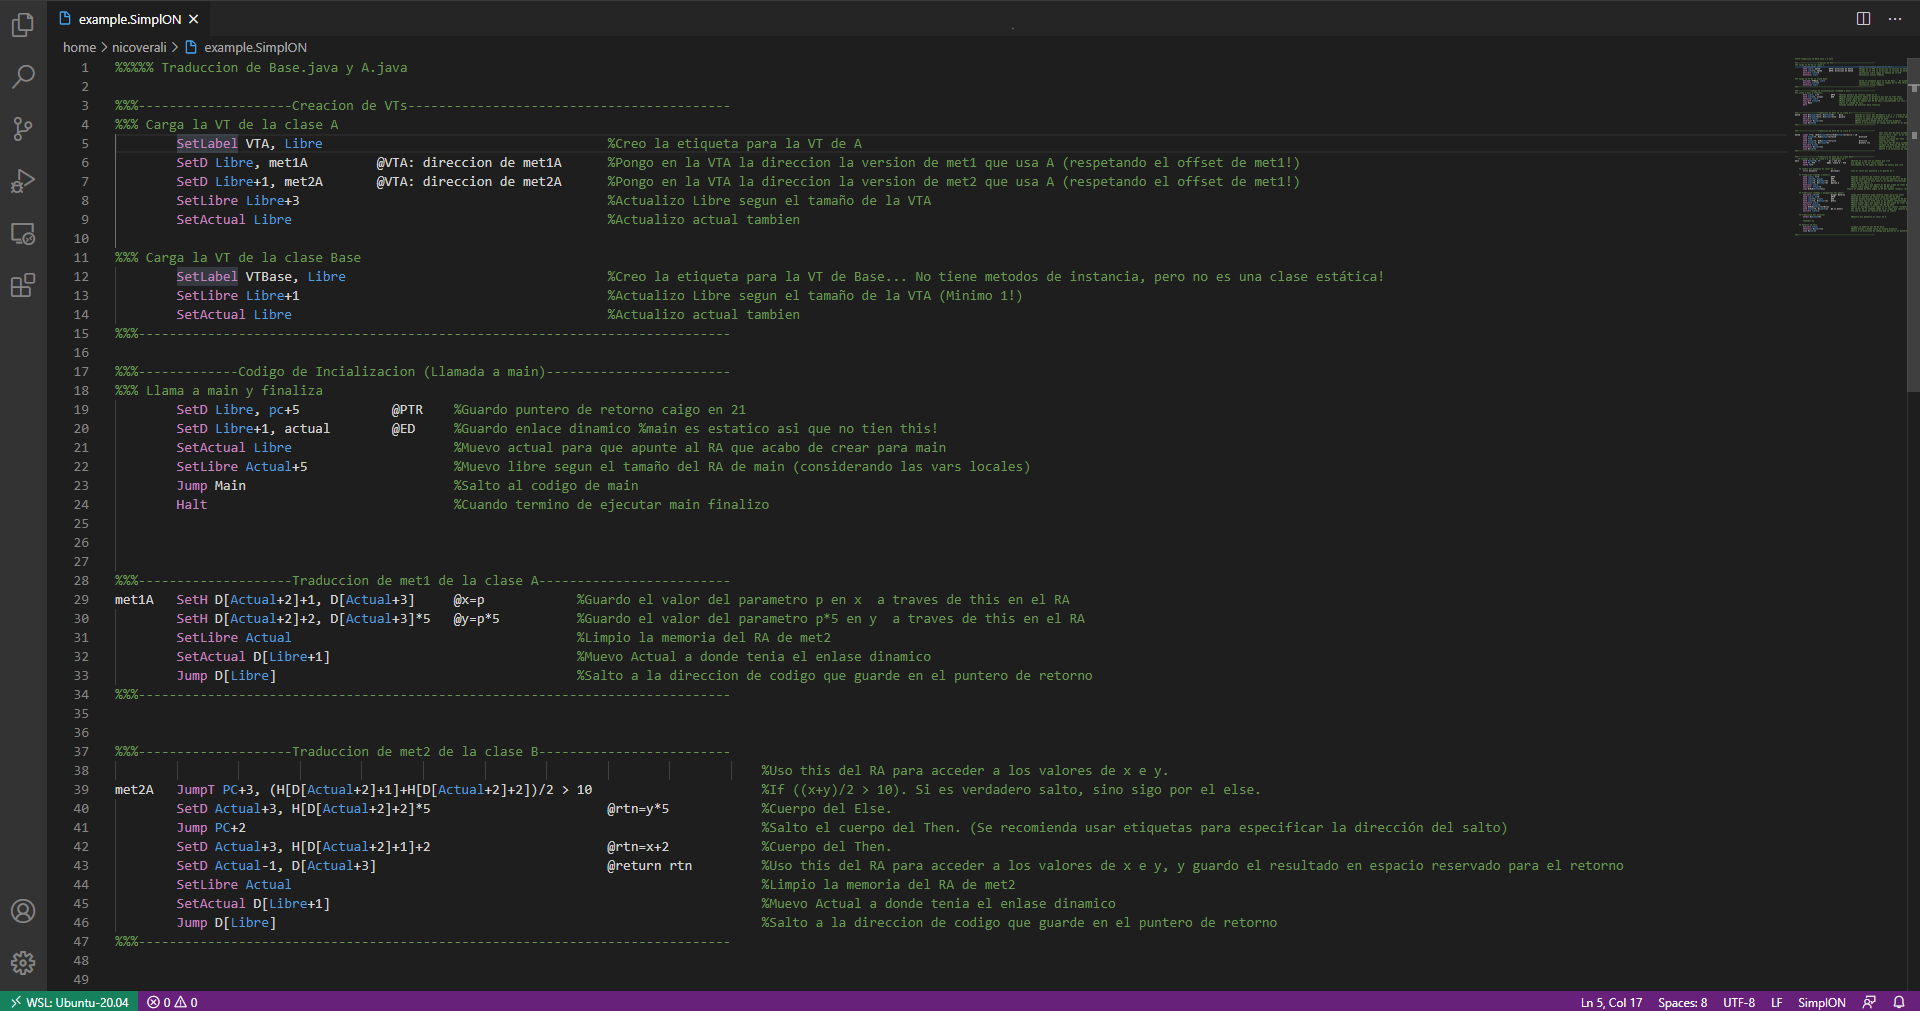 example.SimplON
home > nicoverali > example.SimplON
1 %%%%% Traduccion de Base.java y A.java
2
3 %%%--------------------Creacion de VTs------------------------------------------
4 %%% Carga la VT de la clase A
5 SetLabel VTA, Libre %Creo la etiqueta para la VT de A
6 SetD Libre, met1A @VTA: direccion de met1A %Pongo en la VTA la direccion la version de met1 que usa A (respetando el offset de met1!)
7 SetD Libre+1, met2A @VTA: direccion de met2A %Pongo en la VTA la direccion la version de met2 que usa A (respetando el offset de met1!)
8 SetLibre Libre+3 %Actualizo Libre segun el tamaño de la VTA
9 SetActual Libre %Actualizo actual tambien
10
11 %%% Carga la VT de la clase Base
12 SetLabel VTBase, Libre %Creo la etiqueta para la VT de Base... No tiene metodos de instancia, pero no es una clase estática!
13 SetLibre Libre+1 %Actualizo Libre segun el tamaño de la VTA (Minimo 1!)
14 SetActual Libre %Actualizo actual tambien
15 %%%-----------------------------------------------------------------------------
16
17 %%%-------------Codigo de Incializacion (Llamada a main)------------------------
18 %%% Llama a main y finaliza
19 SetD Libre, pc+5 @PTR %Guardo puntero de retorno caigo en 21
20 SetD Libre+1, actual @ED %Guardo enlace dinamico %main es estatico asi que no tien this!
21 SetActual Libre %Muevo actual para que apunte al RA que acabo de crear para main
22 SetLibre Actual+5 %Muevo libre segun el tamaño del RA de main (considerando las vars locales)
23 Jump Main %Salto al codigo de main
24 Halt %Cuando termino de ejecutar main finalizo
25
26
27
28 %%%--------------------Traduccion de met1 de la clase A-------------------------
29 met1A SetH D[Actual+2]+1, D[Actual+3] @x=p %Guardo el valor del parametro p en x  a traves de this en el RA
30 SetH D[Actual+2]+2, D[Actual+3]*5 @y=p*5 %Guardo el valor del parametro p*5 en y  a traves de this en el RA
31 SetLibre Actual %Limpio la memoria del RA de met2
32 SetActual D[Libre+1] %Muevo Actual a donde tenia el enlase dinamico
33 Jump D[Libre] %Salto a la direccion de codigo que guarde en el puntero de retorno
34 %%%-----------------------------------------------------------------------------
35
36
37 %%%--------------------Traduccion de met2 de la clase B-------------------------
38 %Uso this del RA para acceder a los valores de x e y.
39 met2A JumpT PC+3, (H[D[Actual+2]+1]+H[D[Actual+2]+2])/2 > 10 %If ((x+y)/2 > 10). Si es verdadero salto, sino sigo por el else.
40 SetD Actual+3, H[D[Actual+2]+2]*5 @rtn=y*5 %Cuerpo del Else.
41 Jump PC+2 %Salto el cuerpo del Then. (Se recomienda usar etiquetas para especificar la dirección del salto)
42 SetD Actual+3, H[D[Actual+2]+1]+2 @rtn=x+2 %Cuerpo del Then.
43 SetD Actual-1, D[Actual+3] @return rtn %Uso this del RA para acceder a los valores de x e y, y guardo el resultado en espacio reservado para el retorno
44 SetLibre Actual %Limpio la memoria del RA de met2
45 SetActual D[Libre+1] %Muevo Actual a donde tenia el enlase dinamico
46 Jump D[Libre] %Salto a la direccion de codigo que guarde en el puntero de retorno
47 %%%-----------------------------------------------------------------------------
48
49
WSL: Ubuntu-20.04 0 0 Ln 5, Col 17 Spaces: 8 UTF-8 LF SimplON